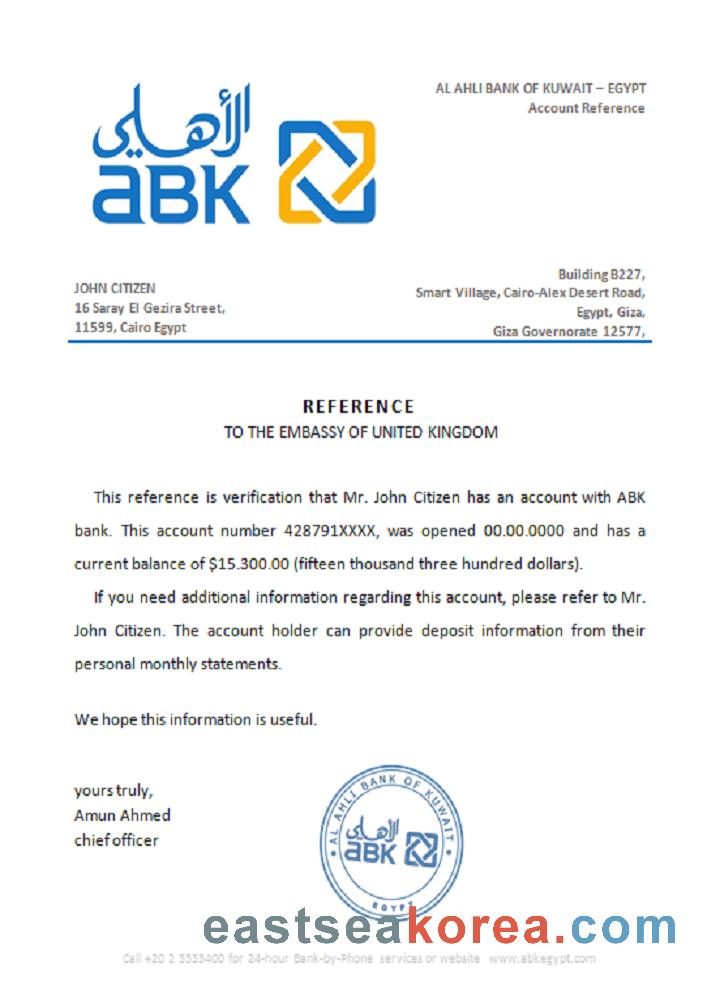 AL AHLI BANK OF KUWAIT – EGYPT
Account Reference
الأهلي
ABK
JOHN CITIZEN
16 Saray El Gezira Street,
11599, Cairo Egypt
Building B227,
Smart Village, Cairo-Alex Desert Road,
Egypt, Giza,
Giza Governorate 12577,
REFERENCE
TO THE EMBASSY OF UNITED KINGDOM
This reference is verification that Mr. John Citizen has an account with ABK
bank. This account number 428791XXXX, was opened 00.00.0000 and has a
current balance of $15.300.00 (fifteen thousand three hundred dollars).
If you need additional information regarding this account, please refer to Mr.
John Citizen. The account holder can provide deposit information from their
personal monthly statements.
We hope this information is useful.
yours truly,
Amun Ahmed
chief officer
AL AHLI BANK OF KUWAIT
الأهلي
ABK
EGYPT
eastseakorea.com
Call +20 2 3535400 for 24-hour Bank-by-Phone services or website www.abkegypt.com